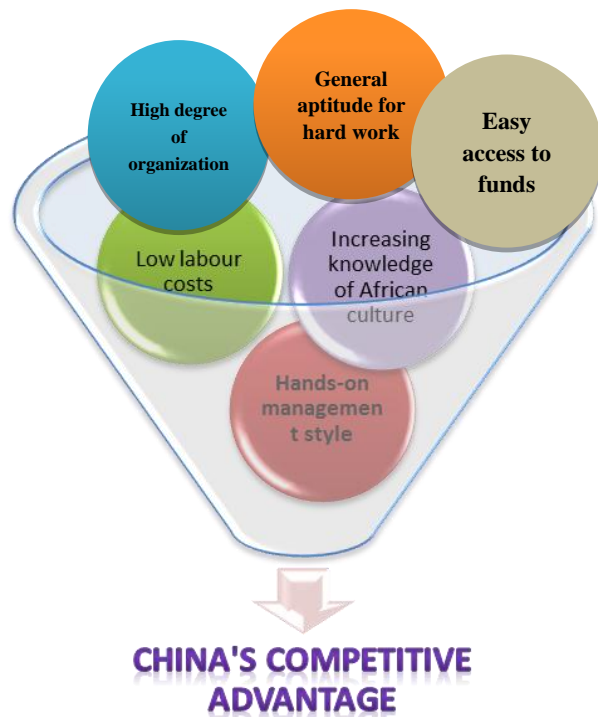 High degree
of
organization
General
aptitude for
hard work
Easy
access to
funds
Low labour
costs
Increasing
knowledge
of African
culture
Hands-on
managemen
t style
CHINA'S COMPETITIVE
ADVANTAGE